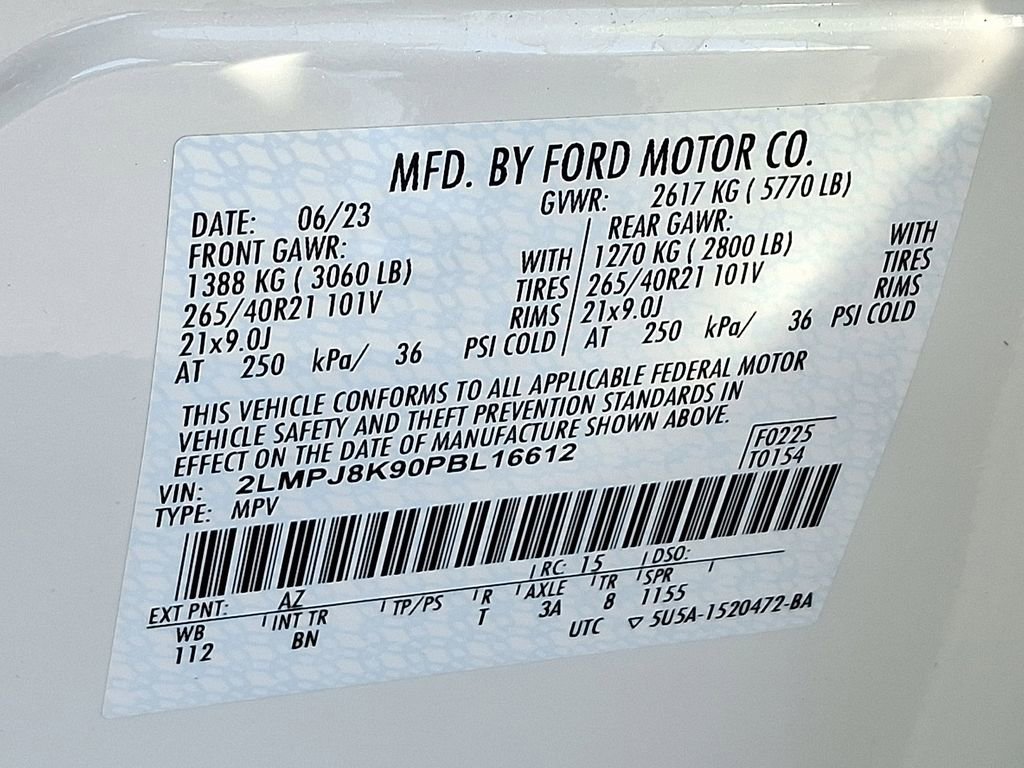 MFD. BY FORD MOTOR CO.
DATE: 06/23 GVWR: 2617 KG ( 5770 LB)
FRONT GAWR: REAR GAWR:
1388 KG ( 3060 LB) WITH 1270 KG ( 2800 LB) WITH
265/40R21 101V TIRES 265/40R21 101V TIRES
21x9.0J RIMS 21x9.0J RIMS
AT 250 kPa/ 36 PSI COLD AT 250 kPa/ 36 PSI COLD
THIS VEHICLE CONFORMS TO ALL APPLICABLE FEDERAL MOTOR
VEHICLE SAFETY AND THEFT PREVENTION STANDARDS IN
EFFECT ON THE DATE OF MANUFACTURE SHOWN ABOVE.
VIN: 2LMPJ8K90PBL16612 F0225
TYPE: MPV T0154
EXT PNT: AZ RC: 15 DSO:
WB INT TR TP/PS R AXLE TR SPR
112 BN T 3A 8 1155
UTC ▽ 5U5A-1520472-BA